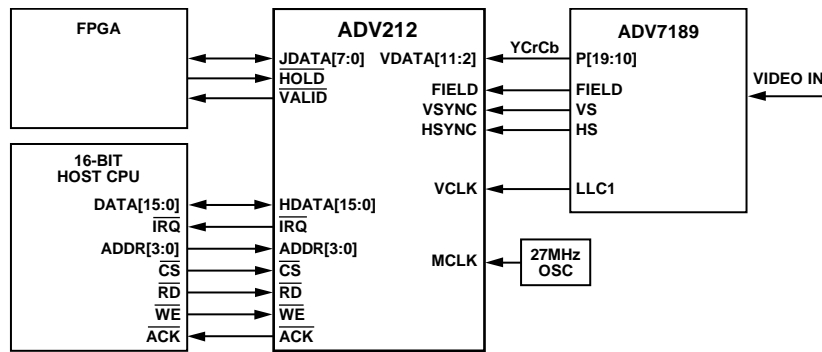 FPGA
16-BIT
HOST CPU
DATA[15:0]
IRQ
ADDR[3:0]
CS
RD
WE
ACK
ADV212
JDATA[7:0]
HOLD
VALID
HDATA[15:0]
IRQ
ADDR[3:0]
CS
RD
WE
ACK
VDATA[11:2]
FIELD
VSYNC
HSYNC
VCLK
MCLK
YCrCb
ADV7189
P[19:10]
FIELD
VS
HS
LLC1
27MHz
OSC
VIDEO IN